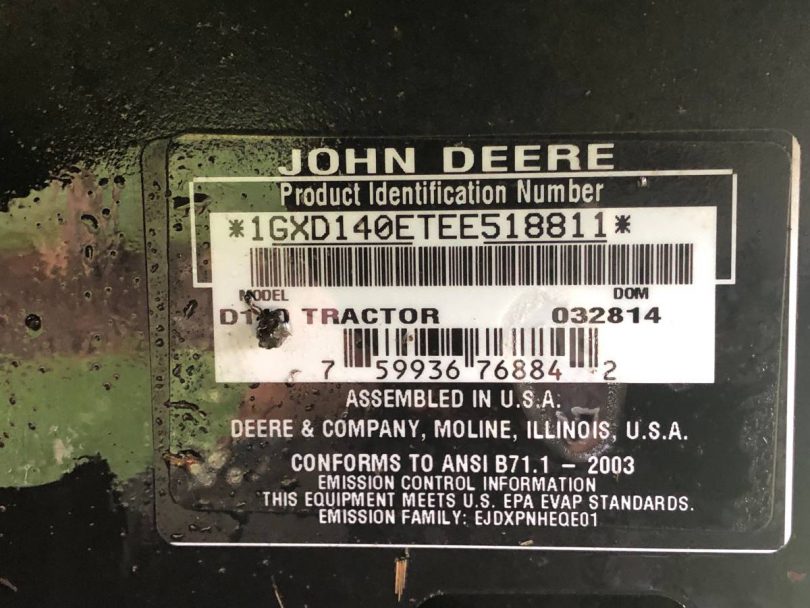 JOHN DEERE
Product Identification Number
*1GXD140ETEE518811*
MODEL DOM
TRACTOR 032814
7 59936 76884 2
ASSEMBLED IN U.S.A.
DEERE & COMPANY, MOLINE, ILLINOIS, U.S.A.
CONFORMS TO ANSI B71.1 – 2003
EMISSION CONTROL INFORMATION
THIS EQUIPMENT MEETS U.S. EPA EVAP STANDARDS.
EMISSION FAMILY: EJDXPNHEQE01